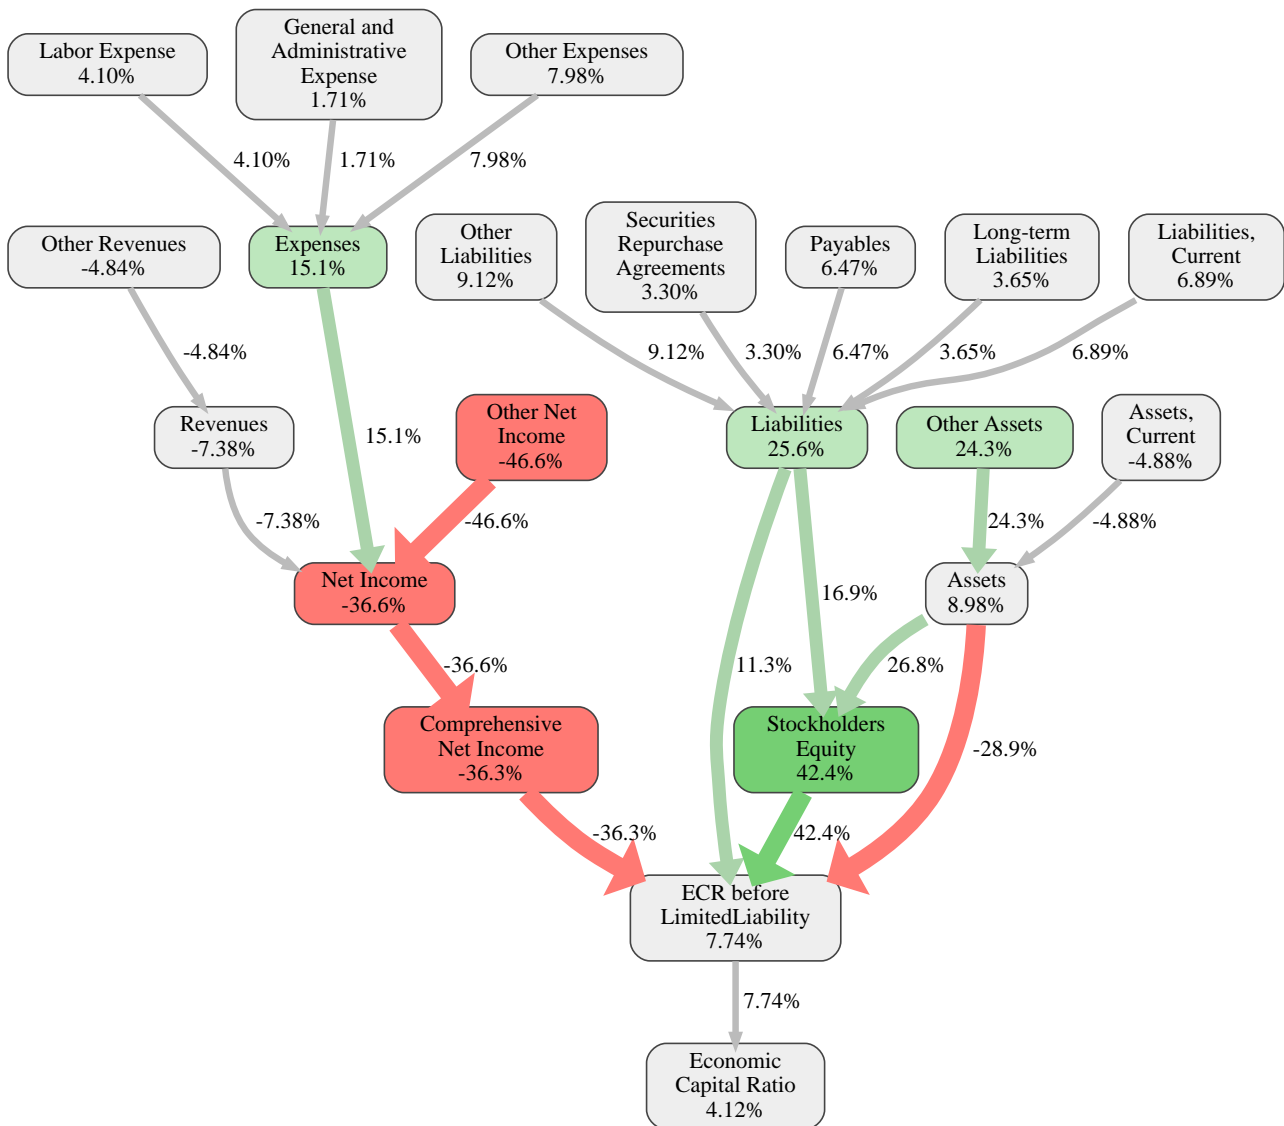 Labor Expense
4.10%
General and
Administrative
Expense
1.71%
Other Expenses
7.98%
4.10%
1.71%
7.98%
Other Revenues
-4.84%
Expenses
15.1%
Other
Liabilities
9.12%
Securities
Repurchase
Agreements
3.30%
Payables
6.47%
Long-term
Liabilities
3.65%
Liabilities,
Current
6.89%
-4.84%
9.12%
3.30%
6.47%
3.65%
6.89%
Revenues
-7.38%
15.1%
Other Net
Income
-46.6%
Liabilities
25.6%
Other Assets
24.3%
Assets,
Current
-4.88%
-7.38%
-46.6%
24.3%
-4.88%
Net Income
-36.6%
16.9%
Assets
8.98%
-36.6%
11.3%
26.8%
Comprehensive
Net Income
-36.3%
Stockholders
Equity
42.4%
-28.9%
-36.3%
42.4%
ECR before
LimitedLiability
7.74%
7.74%
Economic
Capital Ratio
4.12%